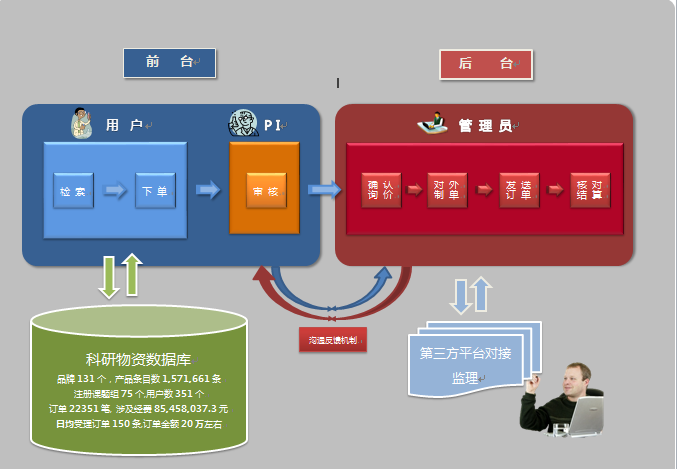 前 台
后 台
用 户
PI
管 理 员
检 索
下 单
审 核
确 认
询 价
对 外
制 单
发 送
订 单
核 对
结 算
沟通反馈机制
科研物资数据库
品牌 131 个，产品条目数 1,571,661 条
注册课题组 75 个,用户数 351 个
订单 22351 笔, 涉及经费 85,458,037.3 元
日均受理订单 150 条,订单金额 20 万左右
第三方平台对接
监理